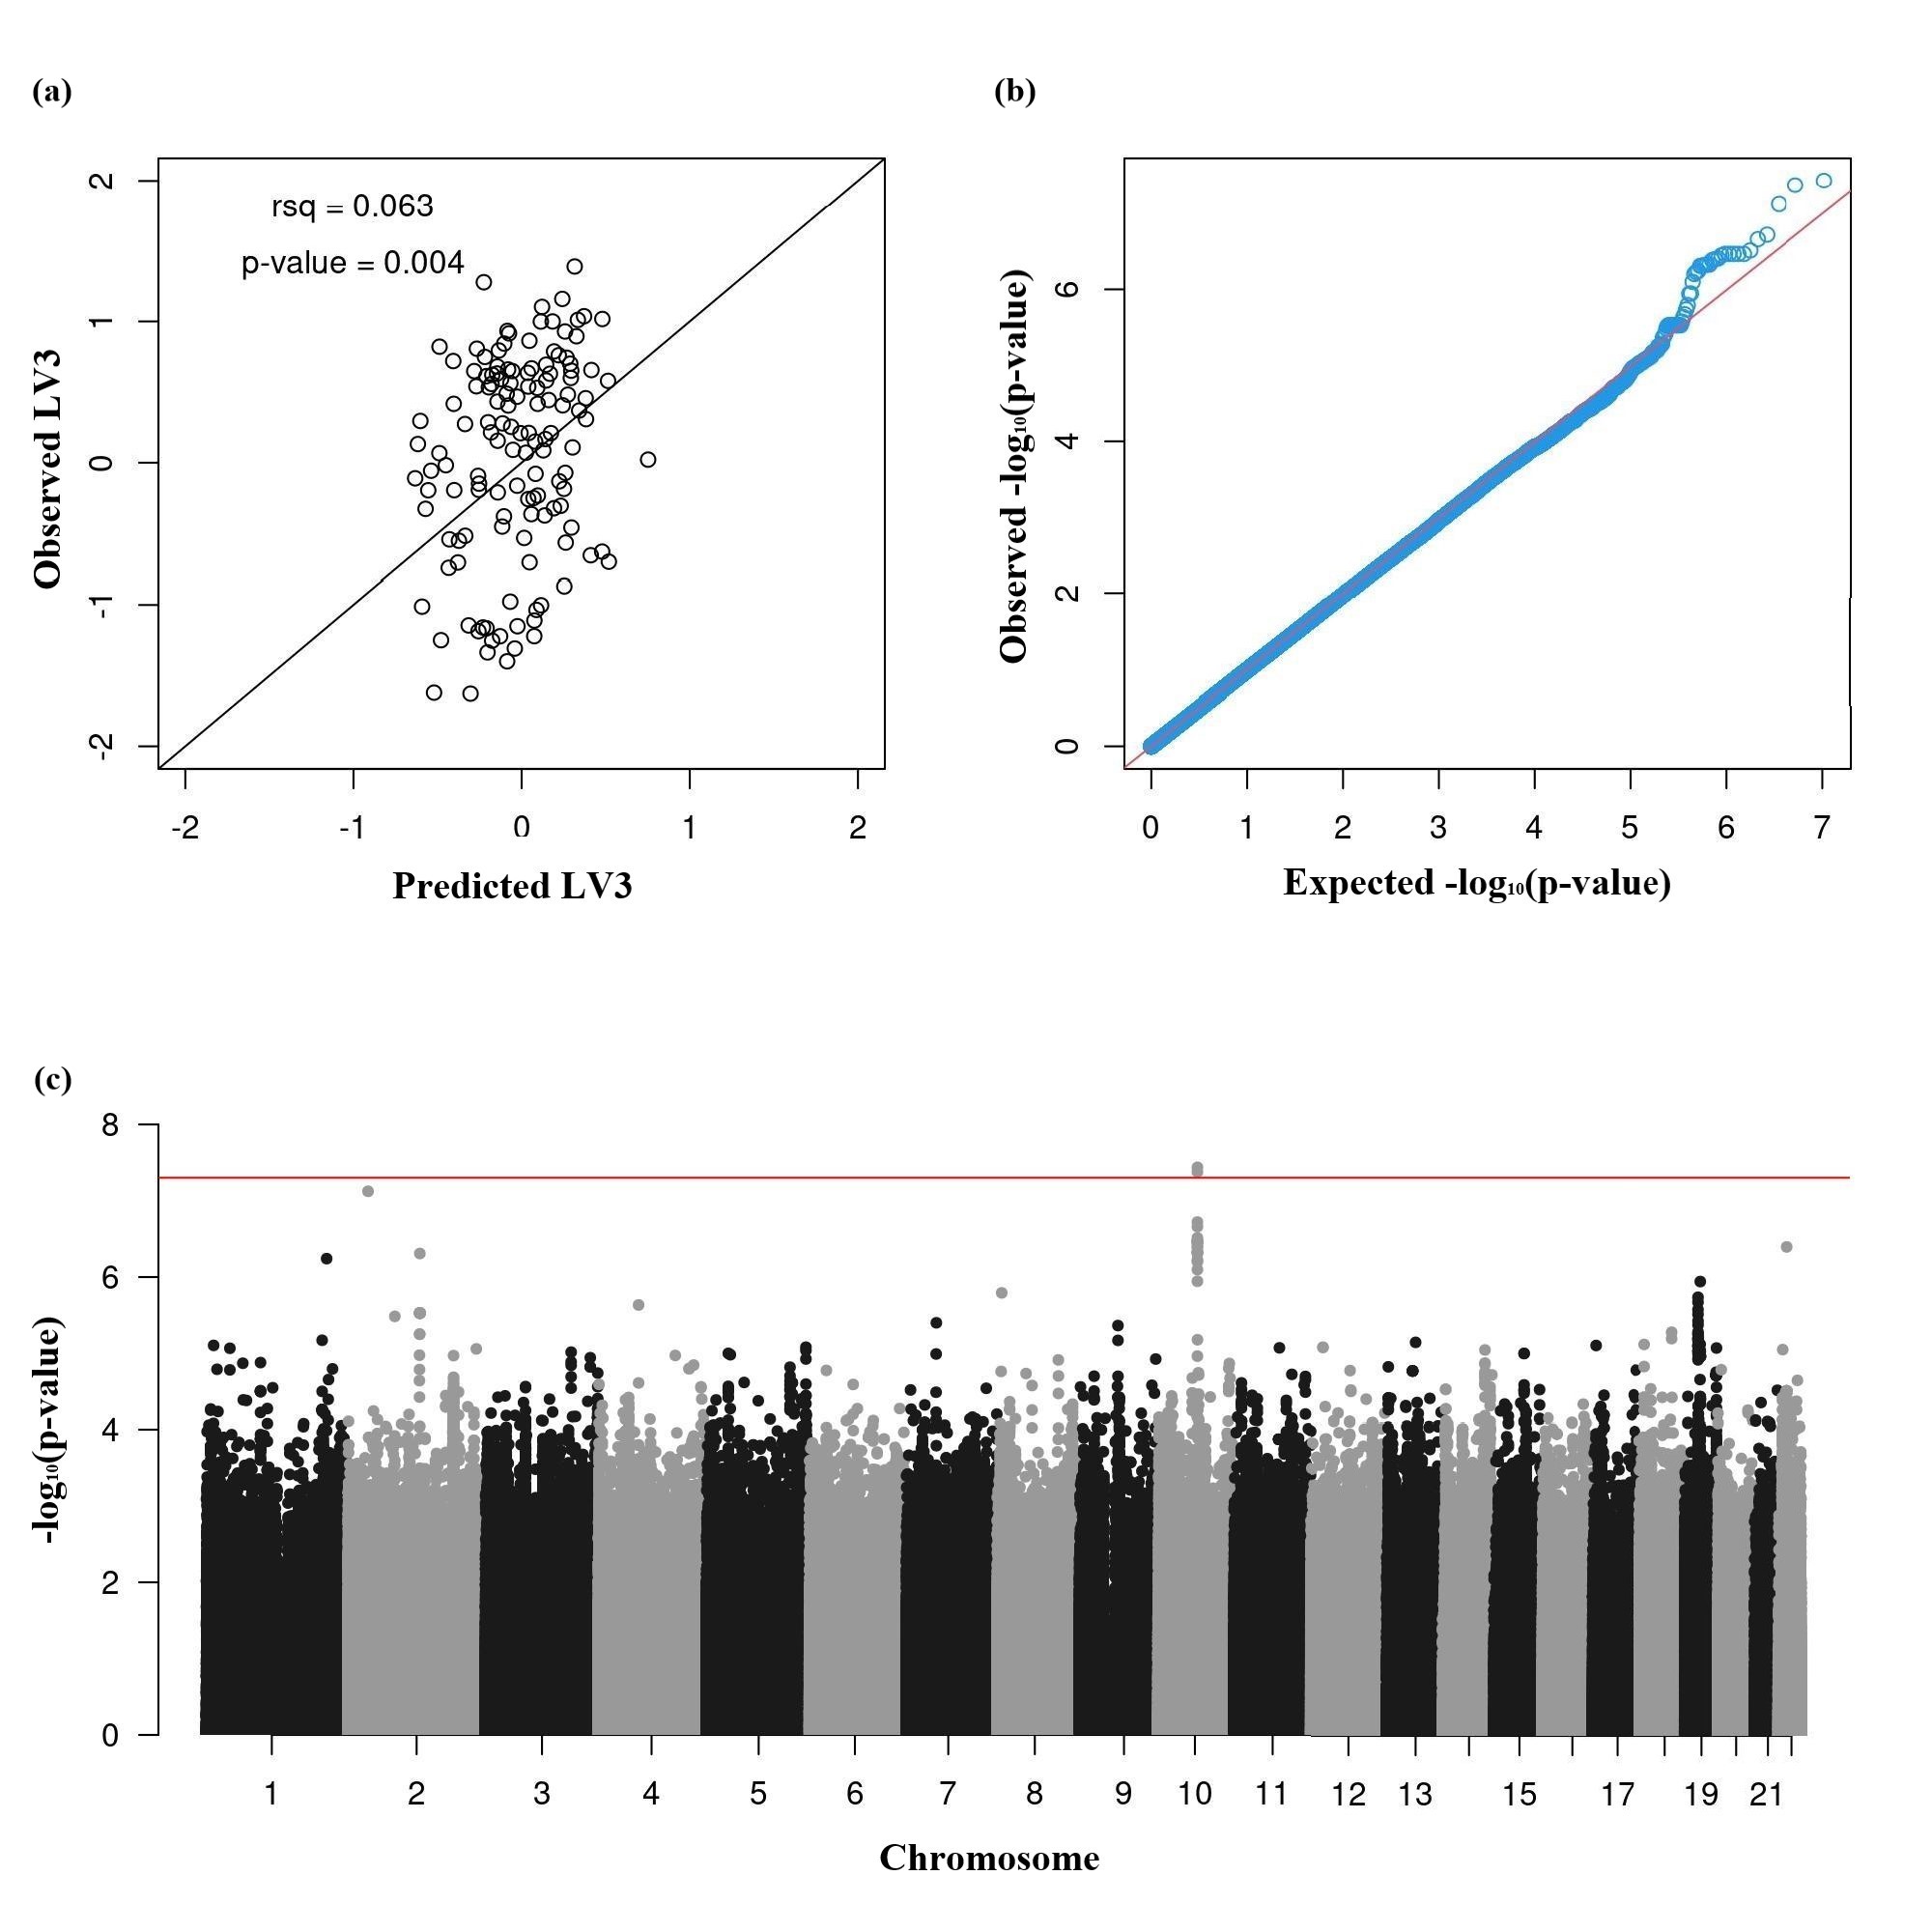 (a)
(b)
rsq = 0.063
p-value = 0.004
Observed LV3
2
1
0
-1
-2
-2 -1 0 1 2
Predicted LV3
Observed -log₁₀(p-value)
6
4
2
0
0 1 2 3 4 5 6 7
Expected -log₁₀(p-value)
(c)
-log₁₀(p-value)
8
6
4
2
0
1 2 3 4 5 6 7 8 9 10 11 12 13 15 17 19 21
Chromosome